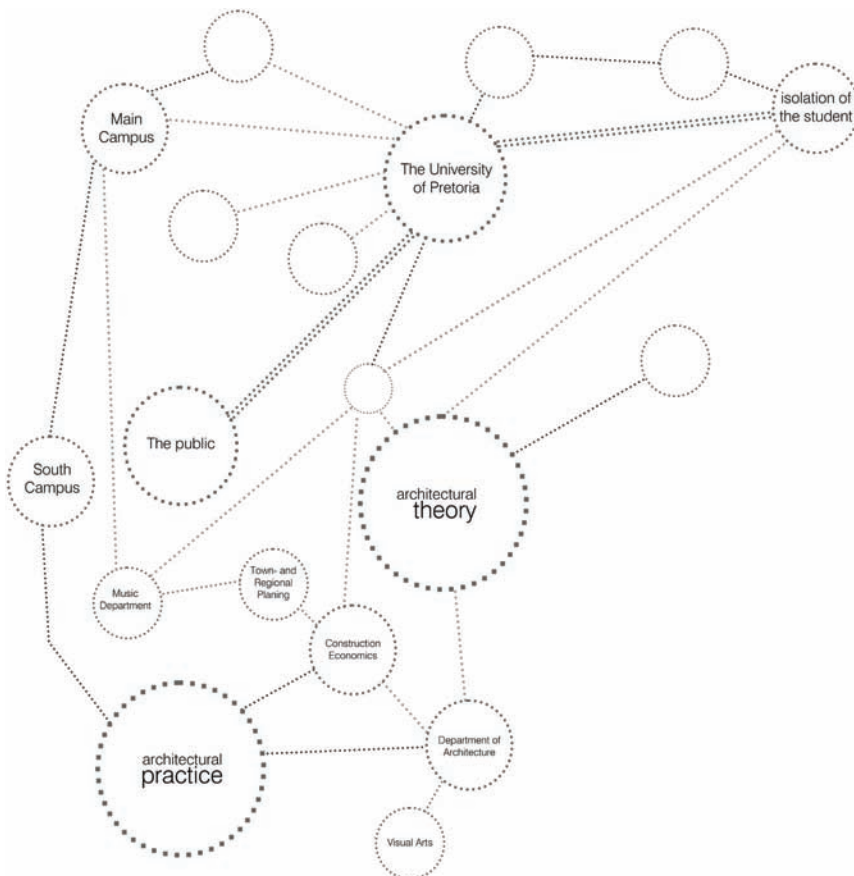 isolation of
the student
Main
Campus
The University
of Pretoria
The public
South
Campus
architectural
theory
Town- and
Regional
Planing
Music
Department
Construction
Economics
Department of
Architecture
architectural
practice
Visual Arts